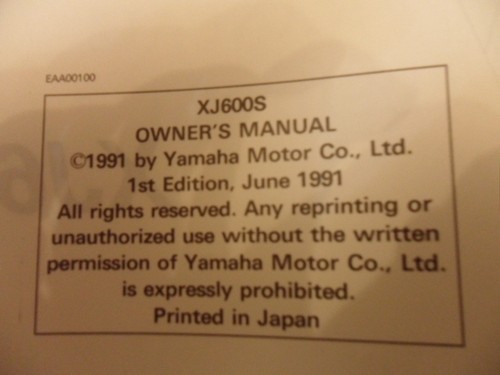 EAA00100
XJ600S
OWNER'S MANUAL
©1991 by Yamaha Motor Co., Ltd.
1st Edition, June 1991
All rights reserved. Any reprinting or
unauthorized use without the written
permission of Yamaha Motor Co., Ltd.
is expressly prohibited.
Printed in Japan